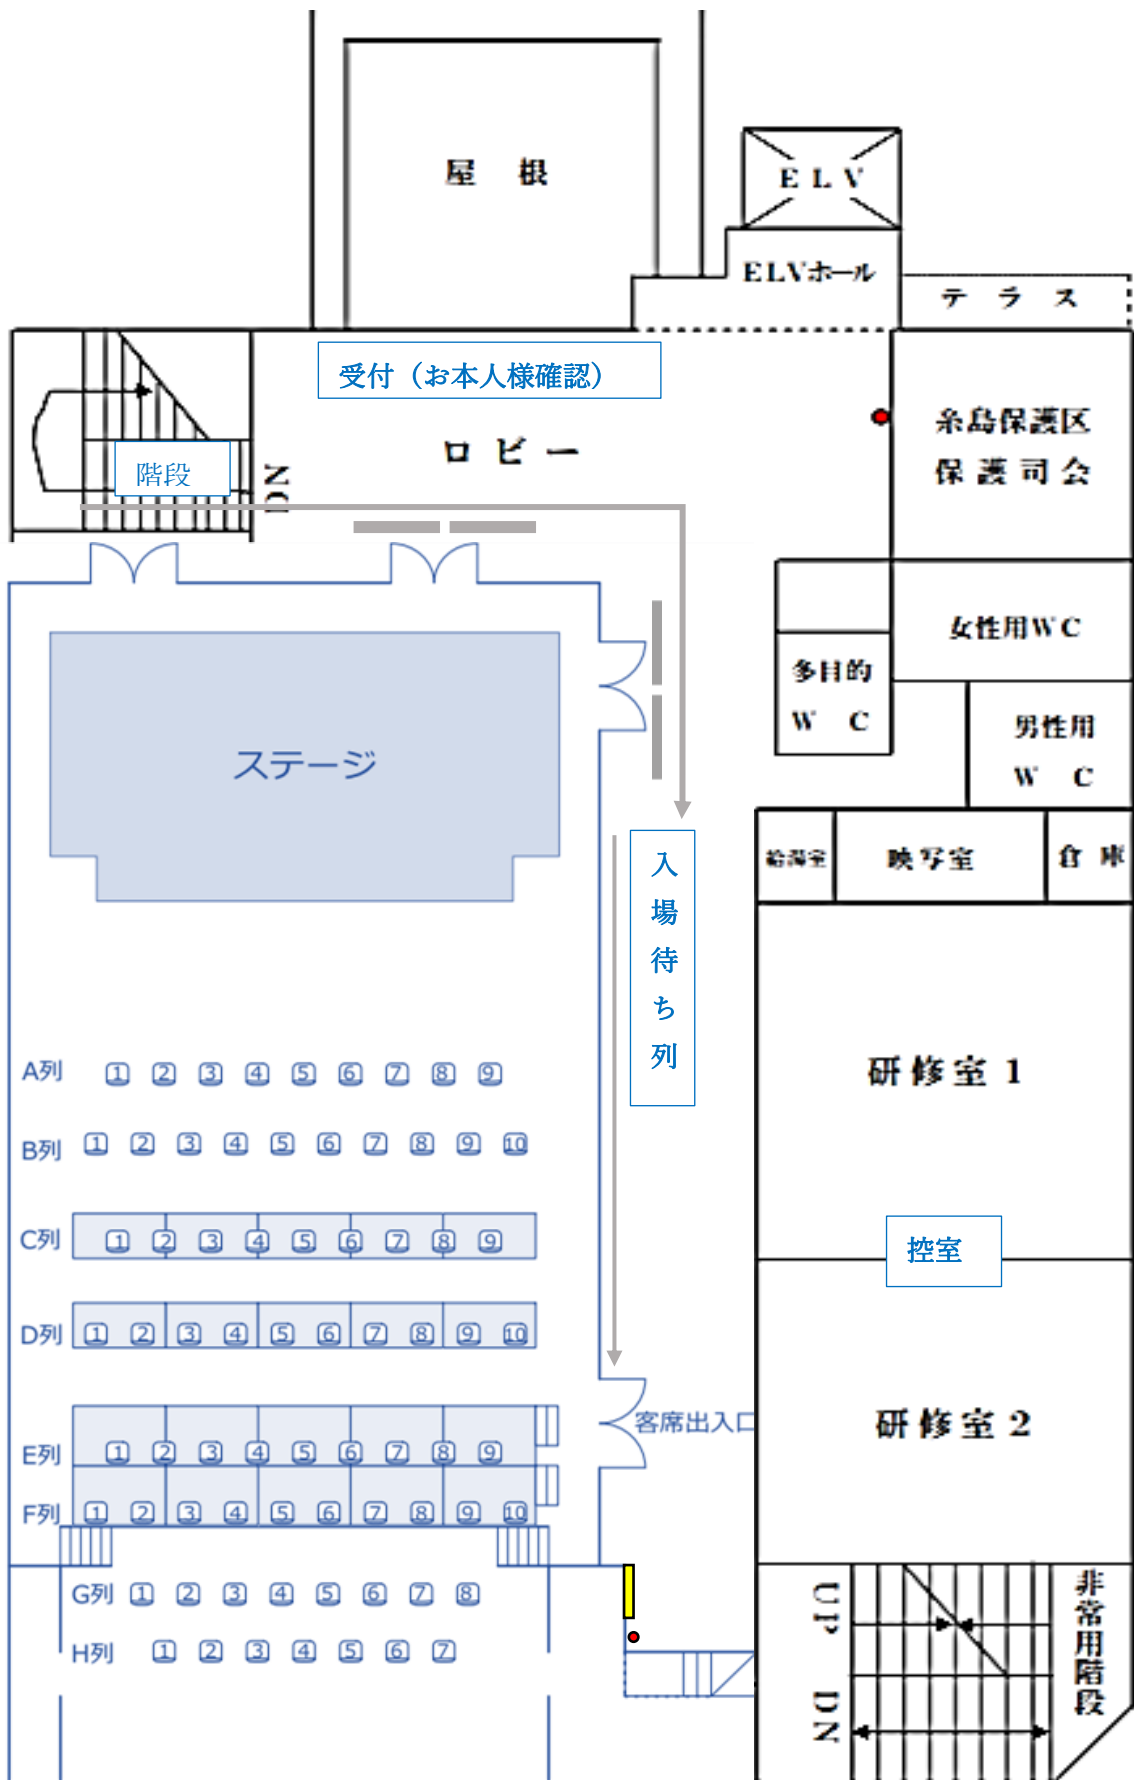 屋 根
ＥＬＶ
ELVホール
テ ラ ス
受付（お本人様確認）
ロ ビ ー
糸島保護区
保護司会
階段
DN
女性用WC
多目的
W C
男性用
W C
ステージ
入場待ち列
給湯室
映写室
倉 庫
研修室 1
A列 1 2 3 4 5 6 7 8 9
B列 1 2 3 4 5 6 7 8 9 10
C列 1 2 3 4 5 6 7 8 9
控室
D列 1 2 3 4 5 6 7 8 9 10
客席出入口
研修室 2
E列 1 2 3 4 5 6 7 8 9
F列 1 2 3 4 5 6 7 8 9 10
G列 1 2 3 4 5 6 7 8
H列 1 2 3 4 5 6 7
UP
DN
非常用階段